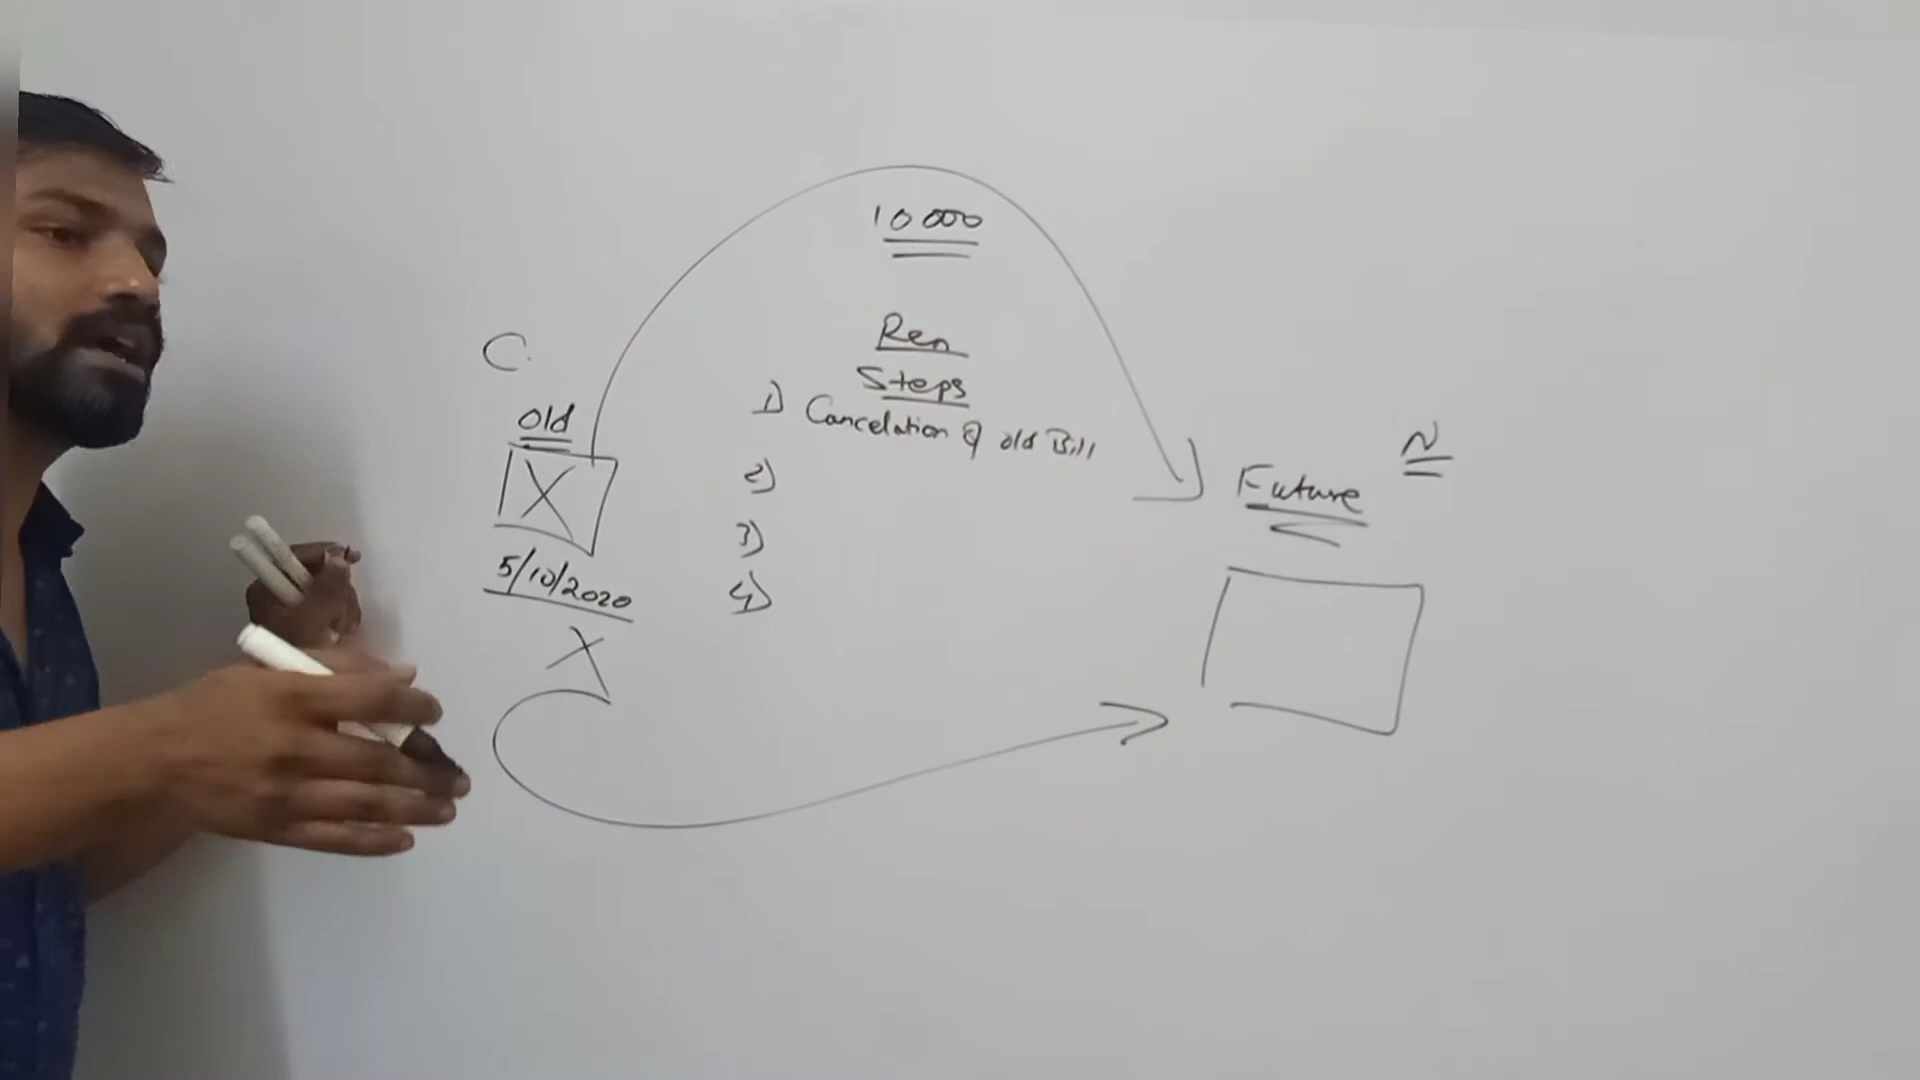 10000
Ren
Steps
C
1) Cancelation of old Bill
old
X
2)
3)
4)
5/10/2020
X
N
Future